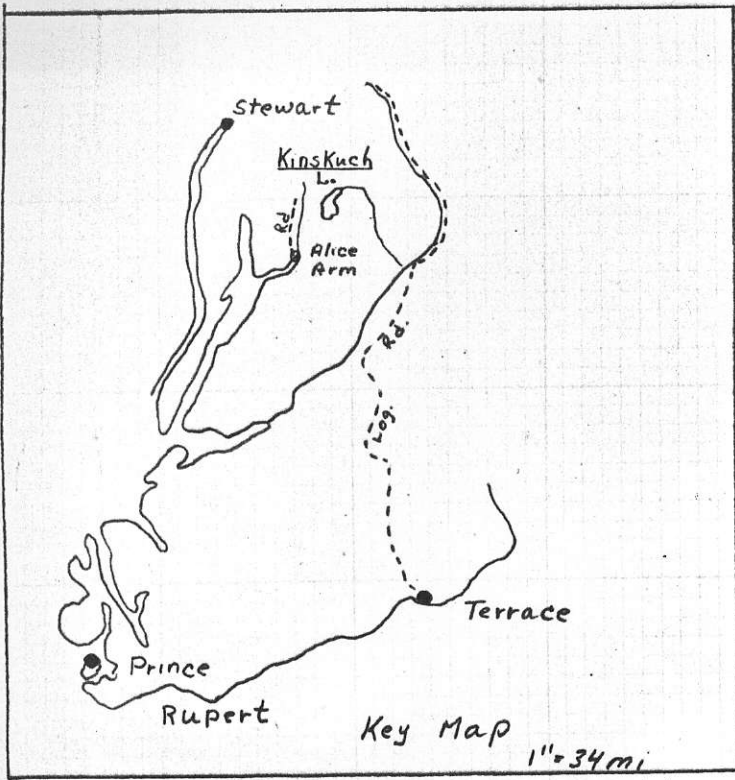 Stewart
Kinskuch
L.
Rd
Alice
Arm
Rd.
Log.
Terrace
Prince
Rupert
Key Map
1"=34mi